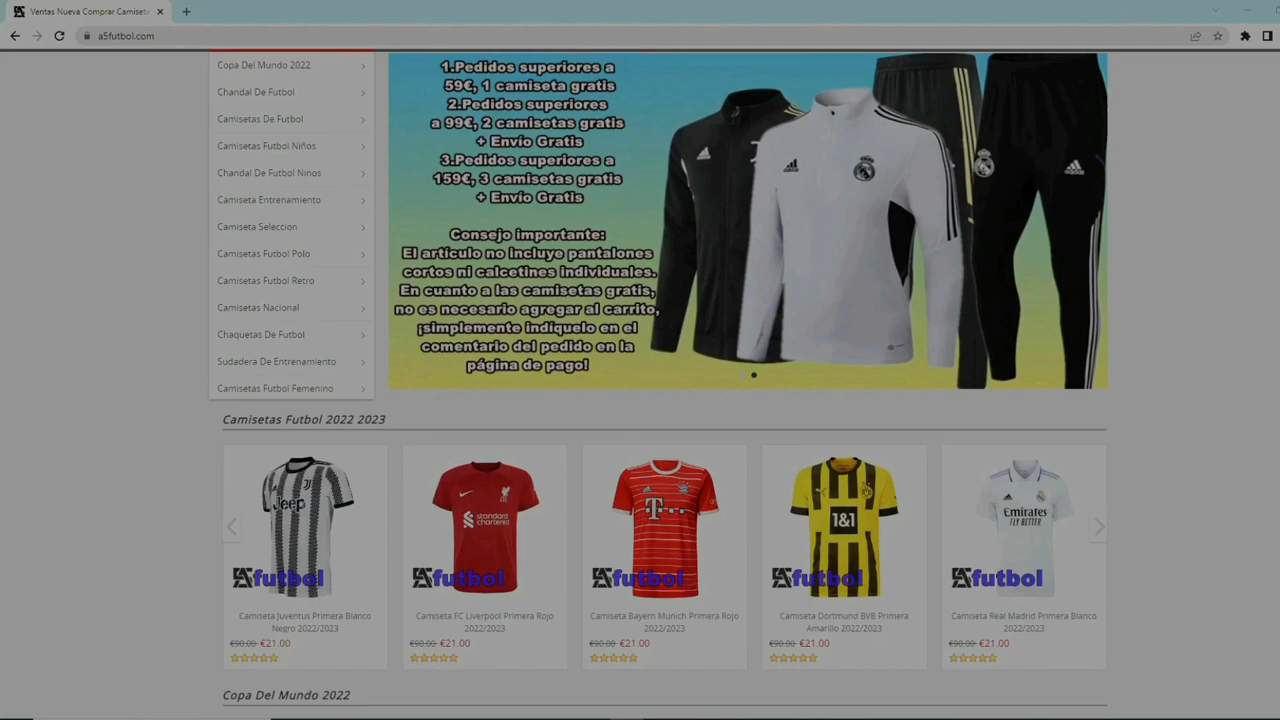 Ventas Nueva Comprar Camiseta
a5futbol.com
Copa Del Mundo 2022
Chandal De Futbol
Camisetas De Futbol
Camisetas Futbol Niños
Chandal De Futbol Ninos
Camiseta Entrenamiento
Camiseta Seleccion
Camisetas Futbol Polo
Camisetas Futbol Retro
Camisetas Nacional
Chaquetas De Futbol
Sudadera De Entrenamiento
Camisetas Futbol Femenino
1.Pedidos superiores a
59€, 1 camiseta gratis
2.Pedidos superiores
a 99€, 2 camisetas gratis
+ Envío Gratis
3.Pedidos superiores a
159€, 3 camisetas gratis
+ Envío Gratis
Consejo importante:
El artículo no incluye pantalones
cortos ni calcetines individuales.
En cuanto a las camisetas gratis,
no es necesario agregar al carrito,
¡simplemente indíquelo en el
comentario del pedido en la
página de pago!
adidas
Camisetas Futbol 2022 2023
Jeep
A5futbol
Camiseta Juventus Primera Blanco
Negro 2022/2023
€90.00 €21.00
standard
chartered
A5futbol
Camiseta FC Liverpool Primera Rojo
2022/2023
€90.00 €21.00
T
A5futbol
Camiseta Bayern Munich Primera Rojo
2022/2023
€90.00 €21.00
1&1
A5futbol
Camiseta Dortmund BVB Primera
Amarillo 2022/2023
€90.00 €21.00
Emirates
FLY BETTER
A5futbol
Camiseta Real Madrid Primera Blanco
2022/2023
€90.00 €21.00
Copa Del Mundo 2022